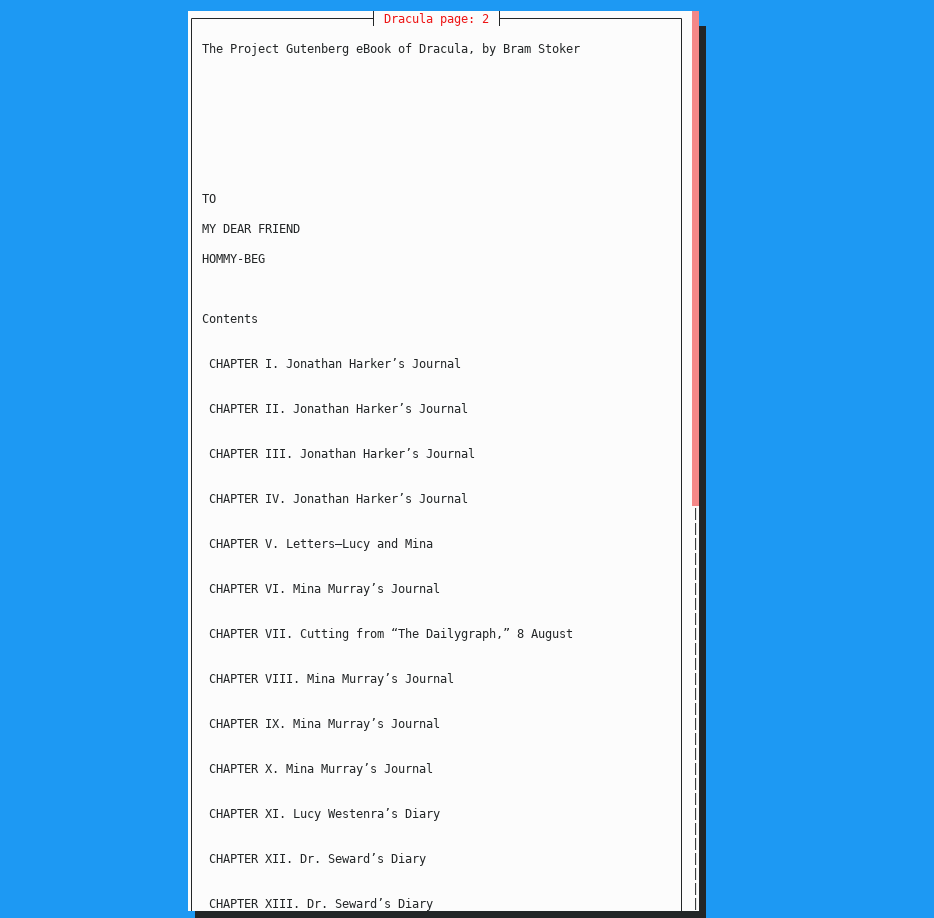 Dracula page: 2
The Project Gutenberg eBook of Dracula, by Bram Stoker
TO
MY DEAR FRIEND
HOMMY-BEG
Contents
CHAPTER I. Jonathan Harker’s Journal
CHAPTER II. Jonathan Harker’s Journal
CHAPTER III. Jonathan Harker’s Journal
CHAPTER IV. Jonathan Harker’s Journal
CHAPTER V. Letters—Lucy and Mina
CHAPTER VI. Mina Murray’s Journal
CHAPTER VII. Cutting from “The Dailygraph,” 8 August
CHAPTER VIII. Mina Murray’s Journal
CHAPTER IX. Mina Murray’s Journal
CHAPTER X. Mina Murray’s Journal
CHAPTER XI. Lucy Westenra’s Diary
CHAPTER XII. Dr. Seward’s Diary
CHAPTER XIII. Dr. Seward’s Diary